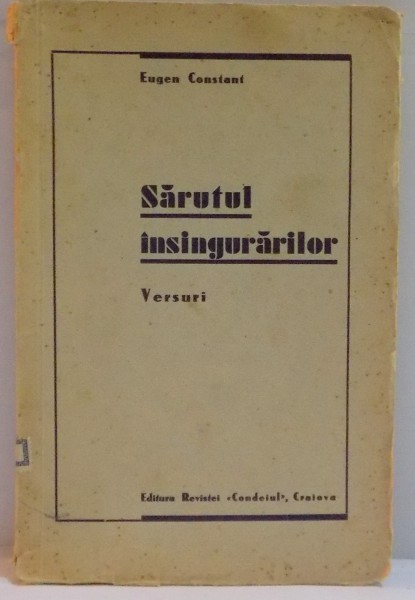 Eugen Constant
Sărutul
însingurărilor
Versuri
Editura Revistei «Condeiul», Craiova